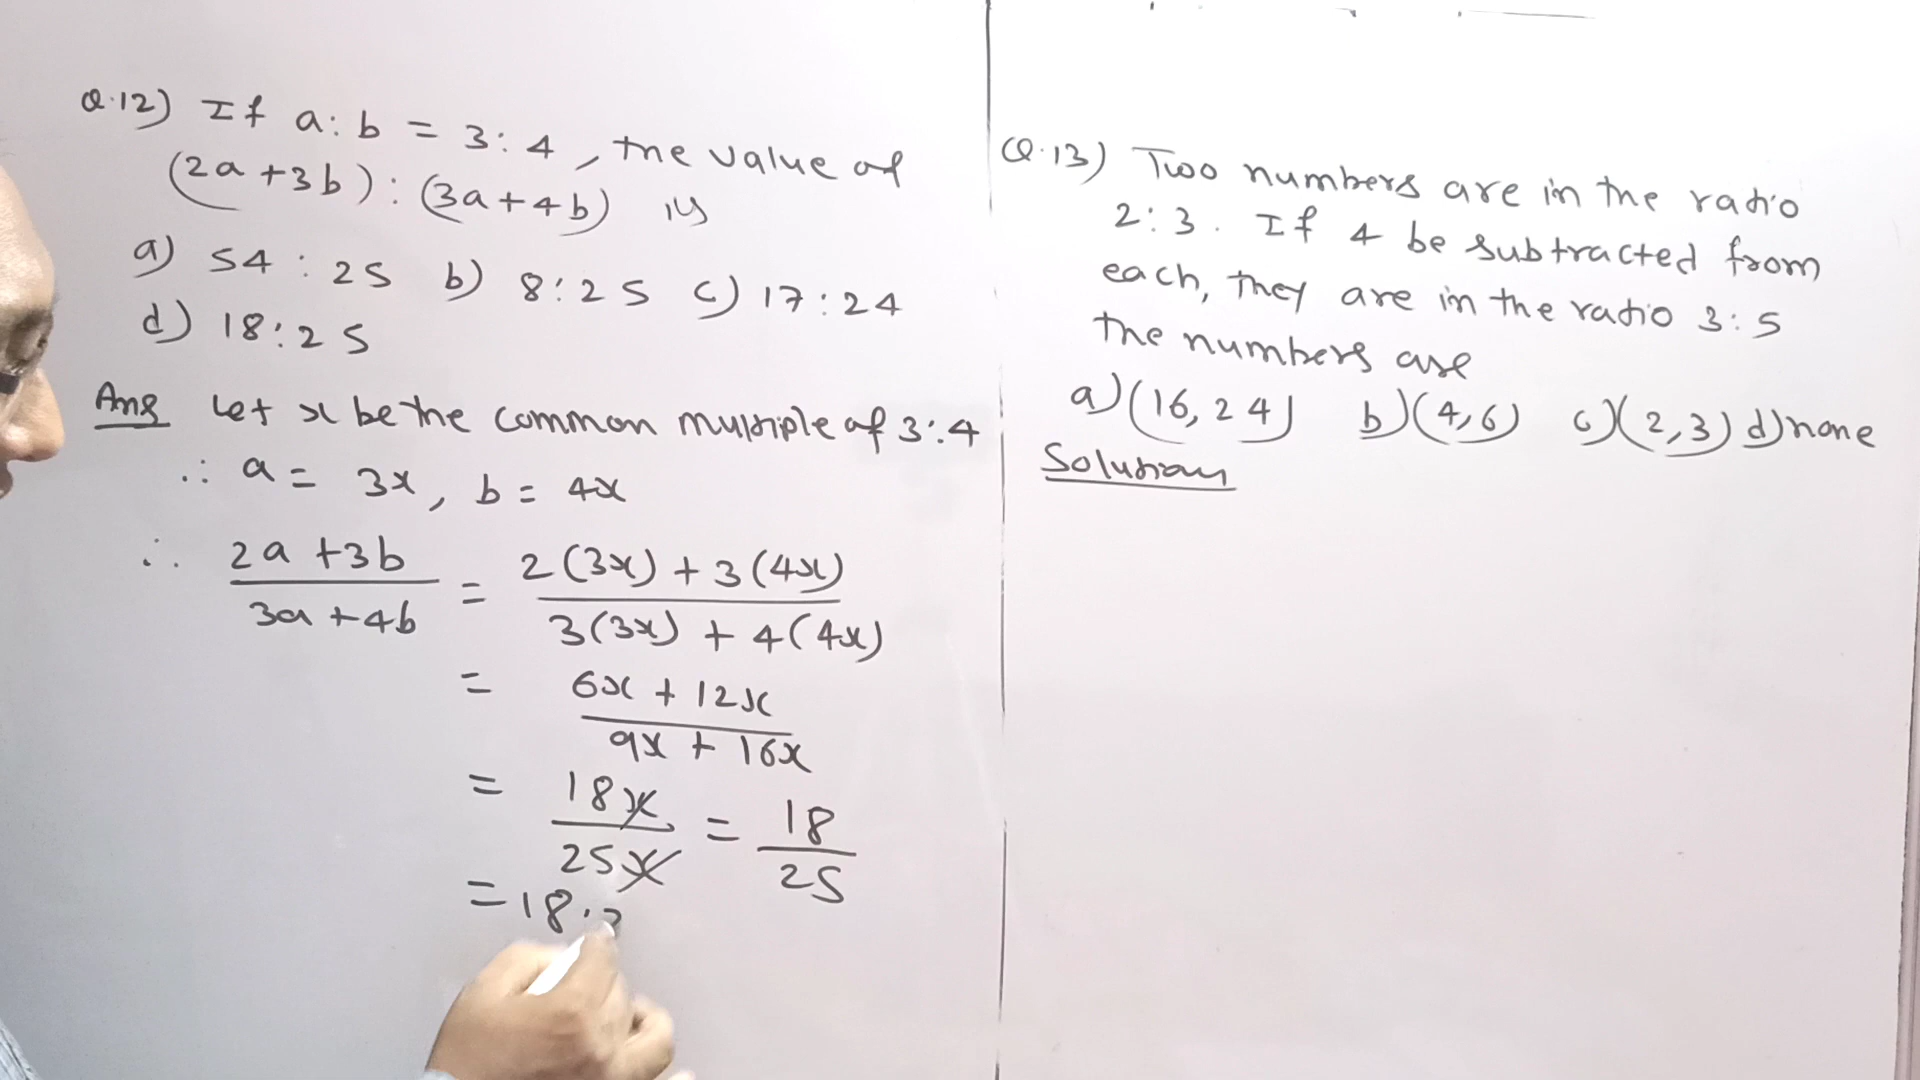 Q.12) If a:b = 3:4, the value of
(2a+3b):(3a+4b) is
a) 54:25 b) 8:25 c) 17:24
d) 18:25
Ans Let x be the common multiple of 3:4
∴ a = 3x, b = 4x
∴ 2a+3b / 3a+4b = 2(3x)+3(4x) / 3(3x)+4(4x)
= 6x+12x / 9x+16x
= 18x / 25x = 18 / 25
= 18:2
Q.13) Two numbers are in the ratio
2:3. If 4 be subtracted from
each, they are in the ratio 3:5
the numbers are
a) (16,24) b) (4,6) c) (2,3) d) none
Solution